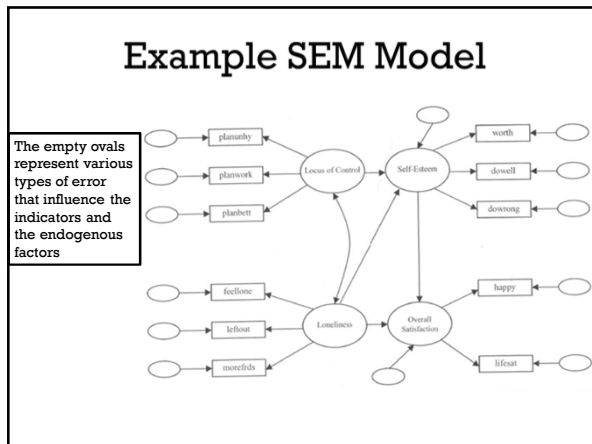 Example SEM Model
The empty ovals
represent various
types of error
that influence the
indicators and
the endogenous
factors
planunhy
planwork
planbett
Locus of Control
Self-Esteem
worth
dowell
dowrong
feellone
leftout
morefrds
Loneliness
Overall
Satisfaction
happy
lifesat